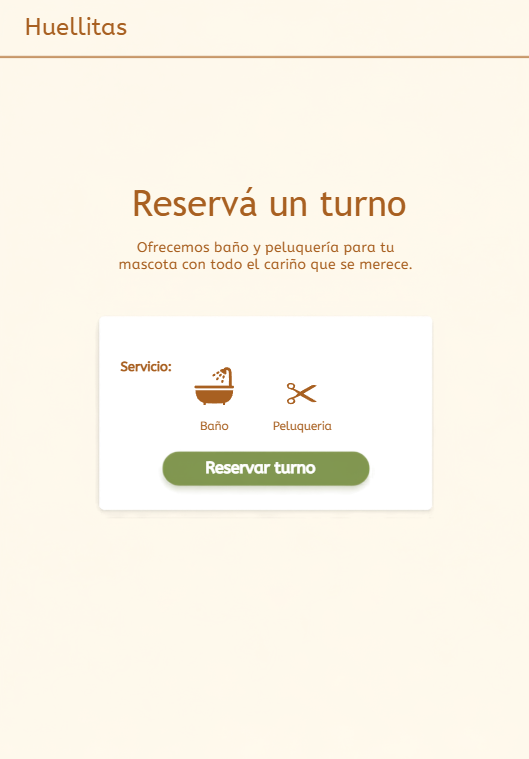 Huellitas
Reservá un turno
Ofrecemos baño y peluquería para tu
mascota con todo el cariño que se merece.
Servicio:
Baño
Peluqueria
Reservar turno